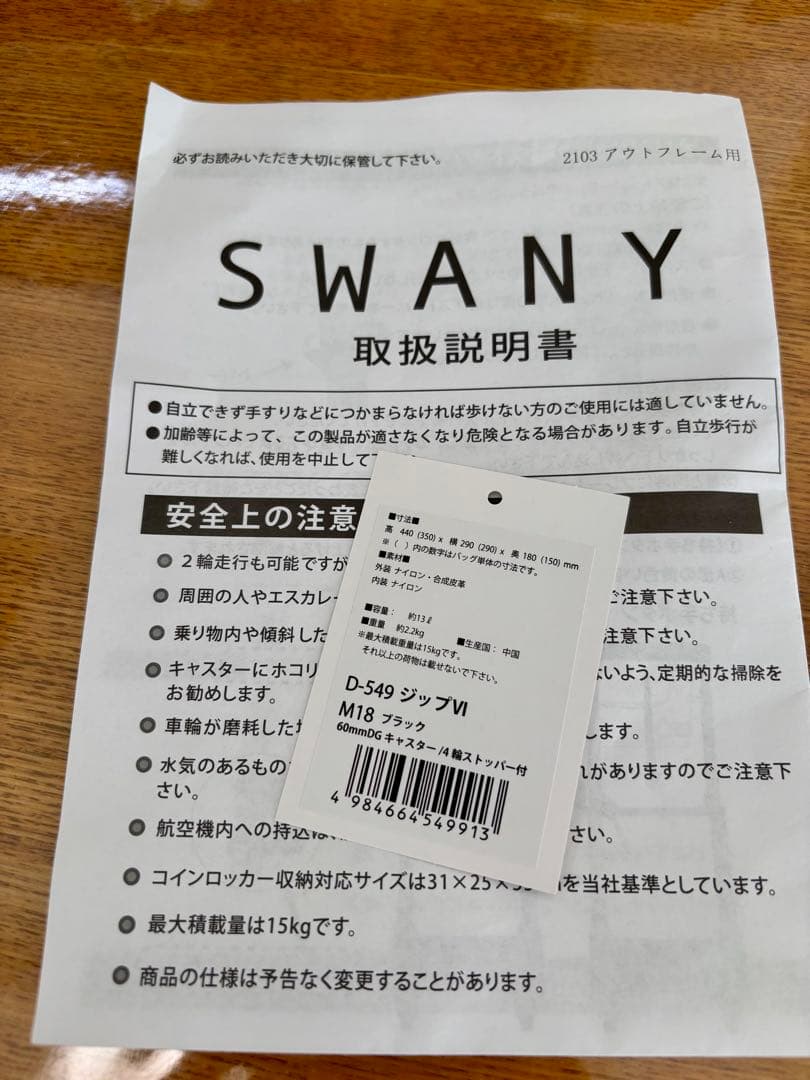 必ずお読みいただき大切に保管して下さい。
2103 アウトフレーム用
SWANY
取扱説明書
●自立できず手すりなどにつかまらなければ歩けない方のご使用には適していません。
●加齢等によって、この製品が適さなくなり危険となる場合があります。自立歩行が
難しくなれば、使用を中止して
安全上の注意
●2輪走行も可能ですが
●周囲の人やエスカレー
ご注意下さい。
●乗り物内や傾斜した
注意下さい。
●キャスターにホコリ
ないよう、定期的な掃除を
お勧めします。
●車輪が磨耗した
します。
●水気のあるもの
れがありますのでご注意下
さい。
●航空機内への持込は
さい。
●コインロッカー収納対応サイズは31×25×
を当社基準としています。
●最大積載量は15kgです。
●商品の仕様は予告なく変更することがあります。
■寸法■
高 440 (350) x 横 290 (290) x 奥 180 (150) mm
※( )内の数字はバッグ単体の寸法です。
■素材■
外装 ナイロン・合成皮革
内装 ナイロン
■容量: 約13ℓ
■重量 約2.2kg ■生産国: 中国
※最大積載重量は15kgです。
それ以上の荷物は載せないで下さい。
D-549 ジップⅥ
M18 ブラック
60mmDGキャスター/4輪ストッパー付
4 984664 549913